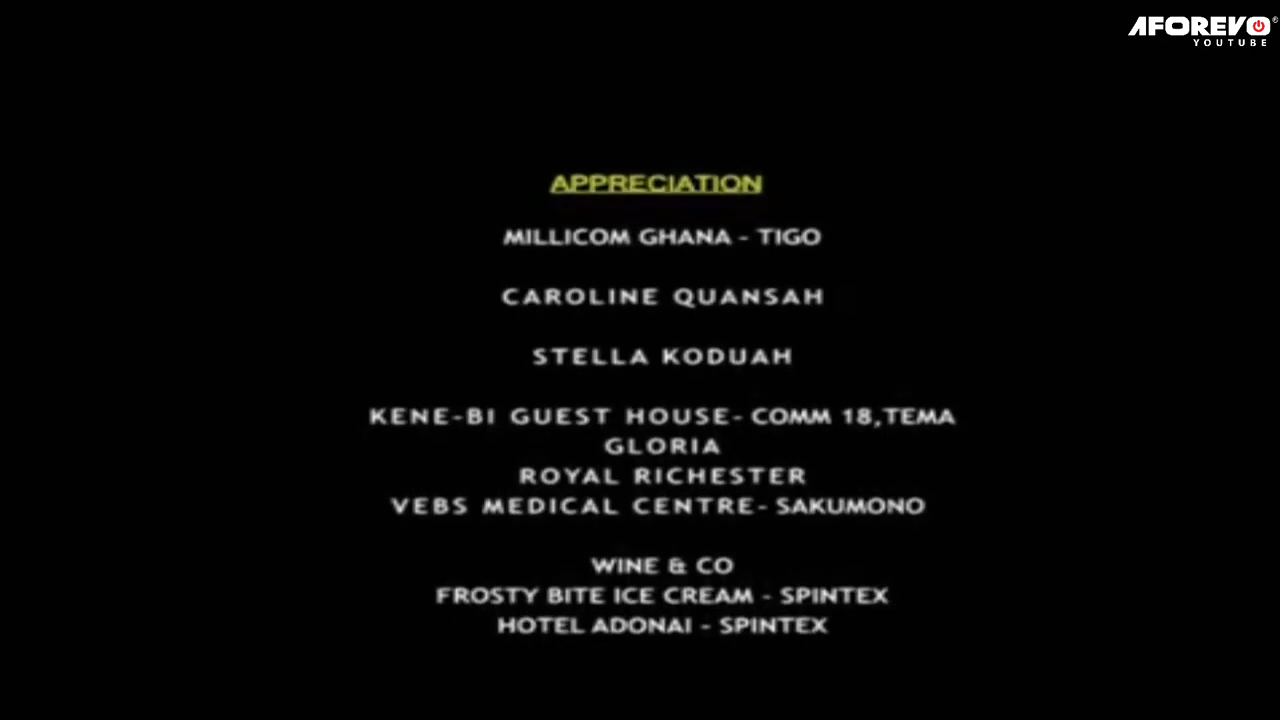 AFOREVO
YOUTUBE
APPRECIATION
MILLICOM GHANA - TIGO
CAROLINE QUANSAH
STELLA KODUAH
KENE-BI GUEST HOUSE- COMM 18,TEMA
GLORIA
ROYAL RICHESTER
VEBS MEDICAL CENTRE- SAKUMONO
WINE & CO
FROSTY BITE ICE CREAM - SPINTEX
HOTEL ADONAI - SPINTEX